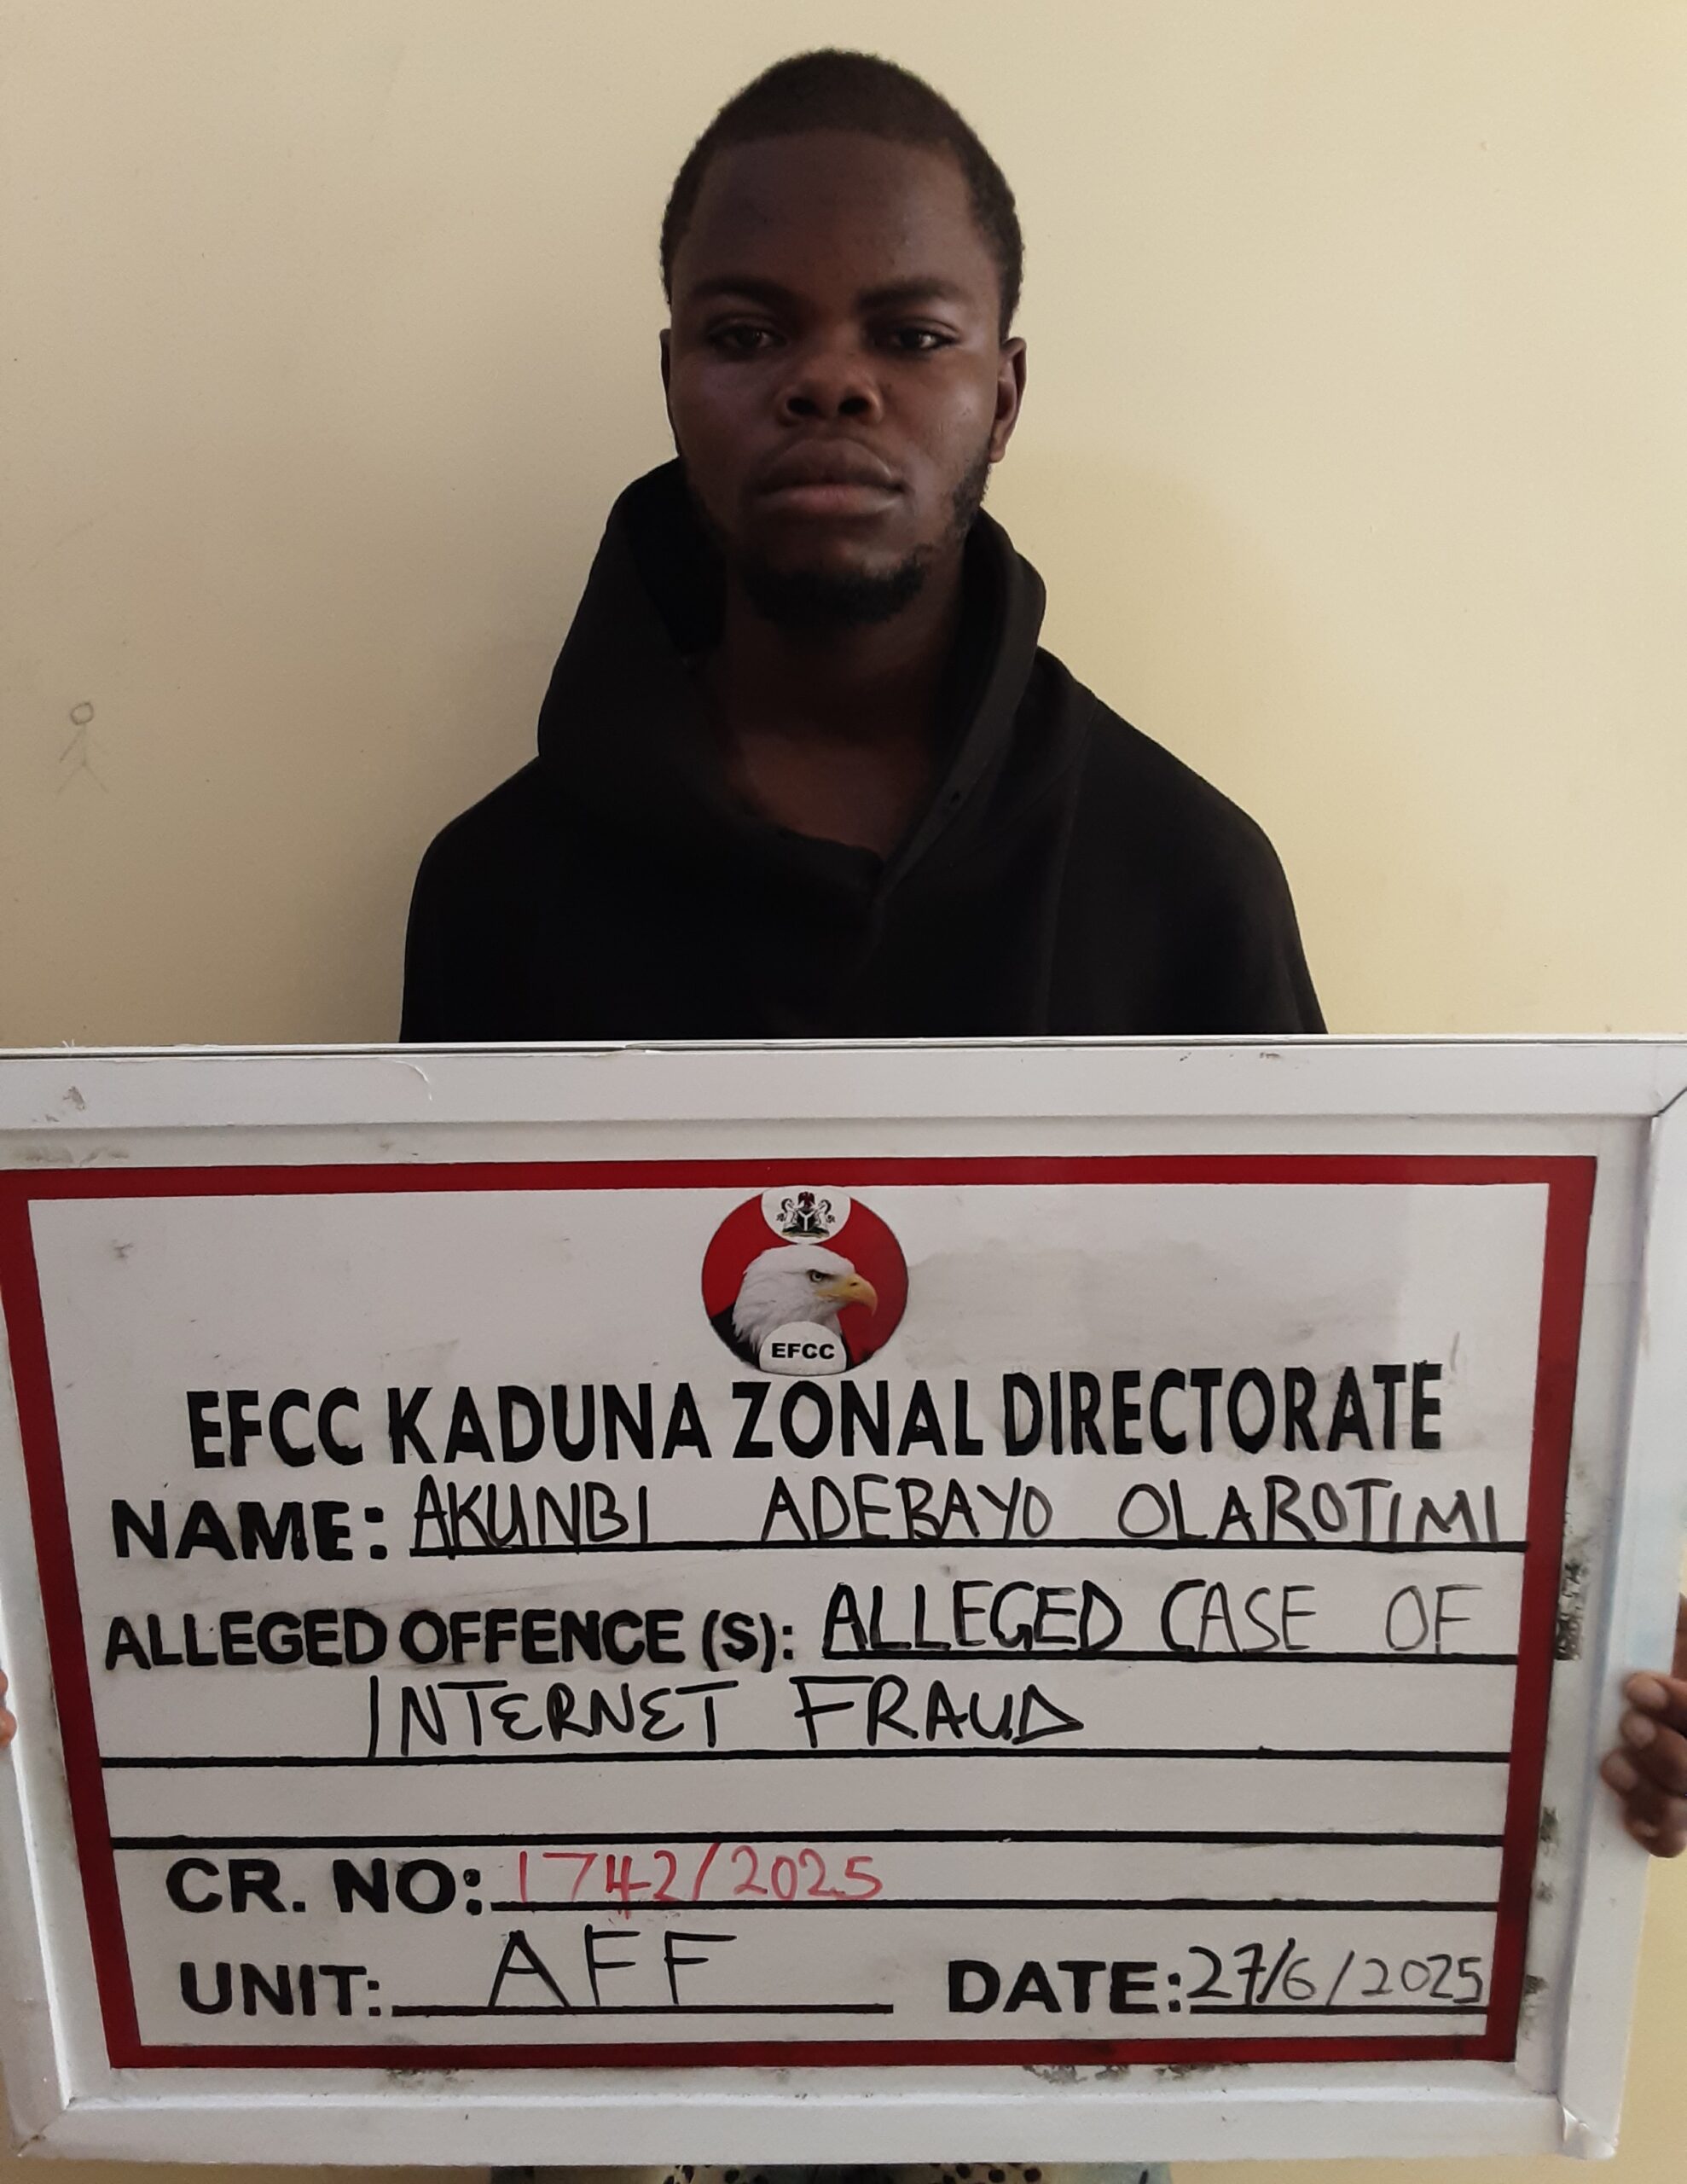 EFCC
EFCC KADUNA ZONAL DIRECTORATE
NAME: AKUNBI ADEBAYO OLAROTIMI
ALLEGED OFFENCE (S): ALLEGED CASE OF
INTERNET FRAUD
CR. NO: 1742/2025
UNIT: AFF DATE: 27/6/2025